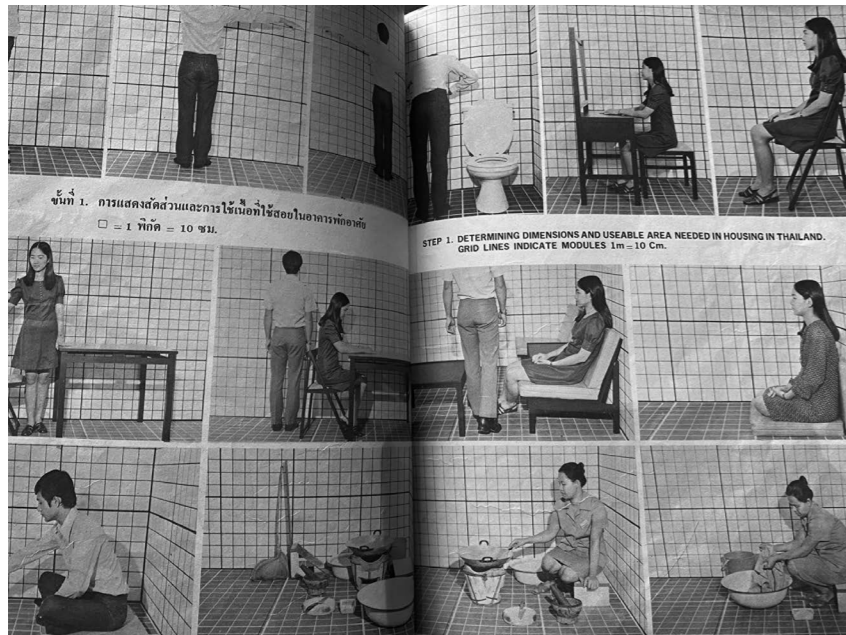 ขั้นที่ 1. การแสดงสัดส่วนและการใช้เนื้อที่ใช้สอยในอาคารพักอาศัย
□ = 1 พิกัด = 10 ซม.
STEP 1. DETERMINING DIMENSIONS AND USEABLE AREA NEEDED IN HOUSING IN THAILAND.
GRID LINES INDICATE MODULES 1m=10 Cm.